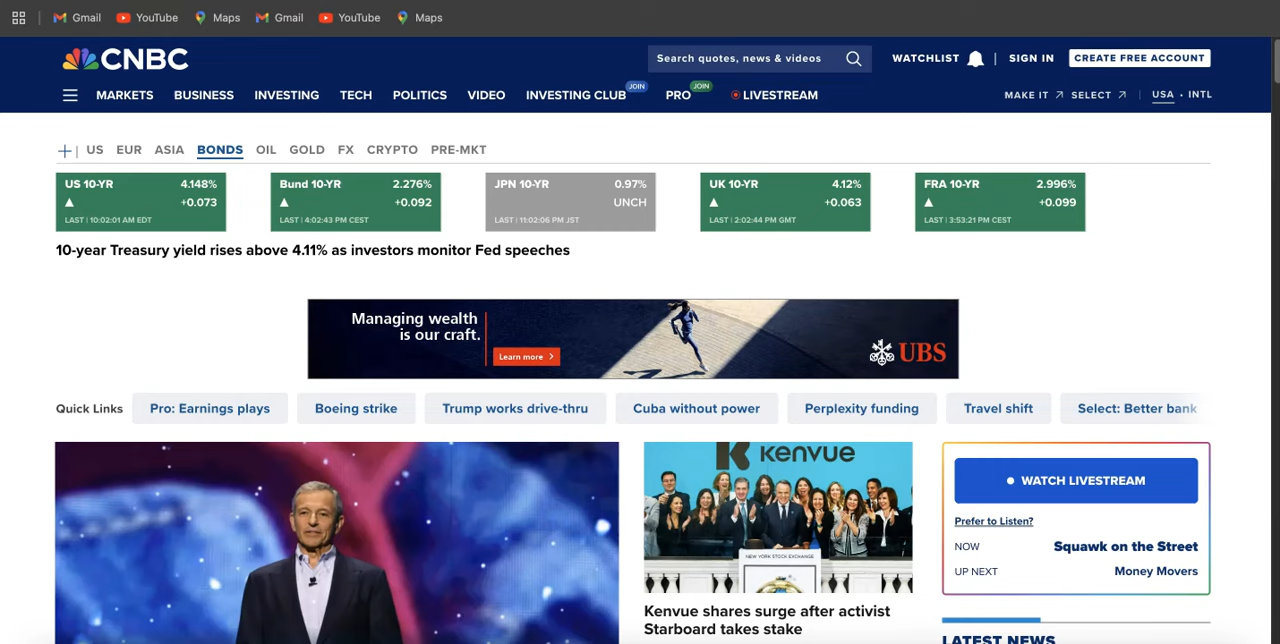 Gmail YouTube Maps Gmail YouTube Maps
CNBC
Search quotes, news & videos
WATCHLIST | SIGN IN CREATE FREE ACCOUNT
MARKETS BUSINESS INVESTING TECH POLITICS VIDEO INVESTING CLUB JOIN PRO JOIN LIVESTREAM
MAKE IT SELECT | USA • INTL
+ | US EUR ASIA BONDS OIL GOLD FX CRYPTO PRE-MKT
US 10-YR 4.148%
▲ +0.073
LAST | 10:02:01 AM EDT
Bund 10-YR 2.276%
▲ +0.092
LAST | 4:02:43 PM CEST
JPN 10-YR 0.97%
UNCH
LAST | 11:02:06 PM JST
UK 10-YR 4.12%
▲ +0.063
LAST | 2:02:44 PM GMT
FRA 10-YR 2.996%
▲ +0.099
LAST | 3:53:21 PM CEST
10-year Treasury yield rises above 4.11% as investors monitor Fed speeches
Managing wealth
is our craft.
Learn more >
UBS
Quick Links Pro: Earnings plays Boeing strike Trump works drive-thru Cuba without power Perplexity funding Travel shift Select: Better bank
kenvue
NEW YORK STOCK EXCHANGE
Kenvue shares surge after activist
Starboard takes stake
WATCH LIVESTREAM
Prefer to Listen?
NOW Squawk on the Street
UP NEXT Money Movers
LATEST NEWS